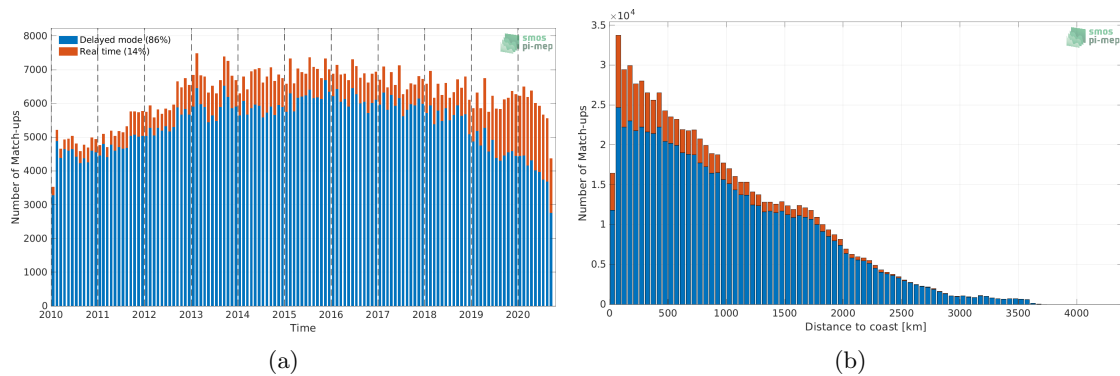 8000
7000
6000
5000
4000
3000
2000
1000
0
Number of Match-ups
Delayed mode (86%)
Real time (14%)
smos
pi-mep
2010 2011 2012 2013 2014 2015 2016 2017 2018 2019 2020
Time
(a)
×10⁴
3.5
3
2.5
2
1.5
1
0.5
0
Number of Match-ups
smos
pi-mep
0 500 1000 1500 2000 2500 3000 3500 4000
Distance to coast [km]
(b)